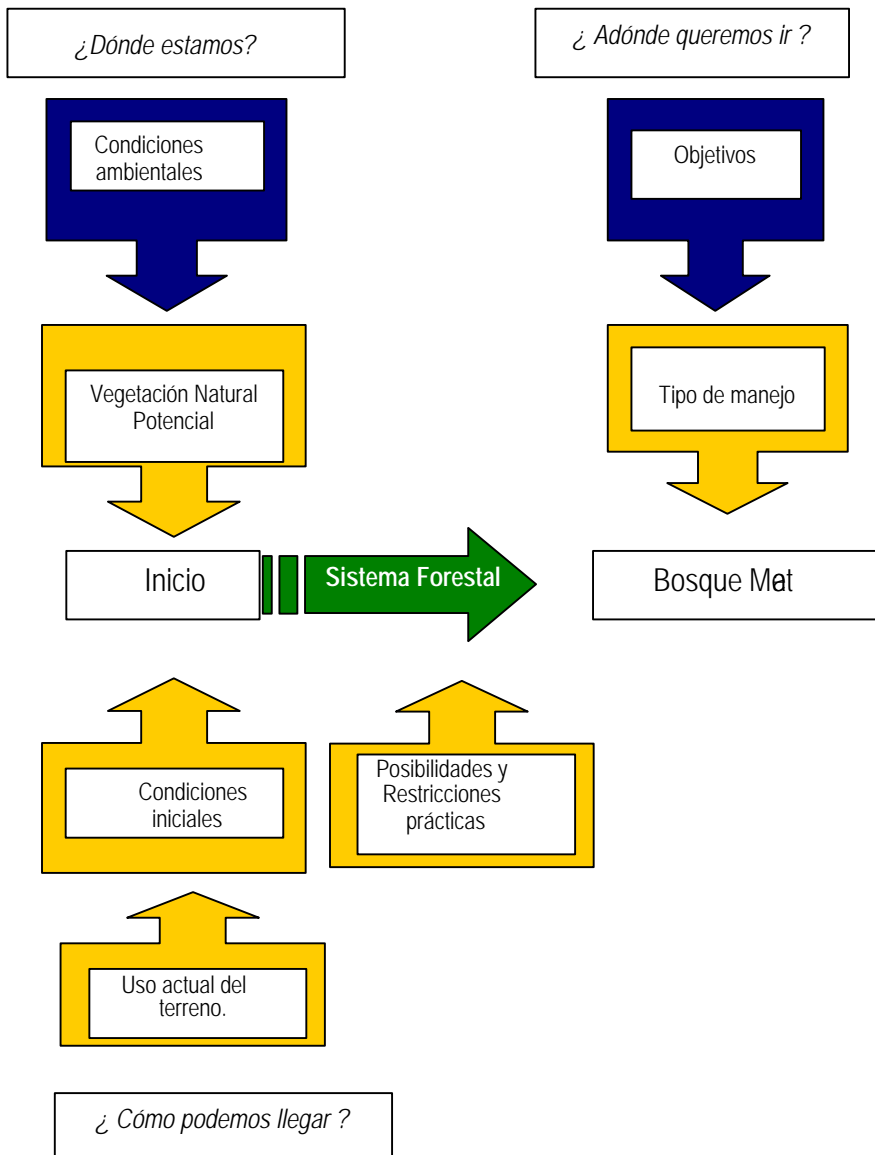 ¿Dónde estamos?
¿ Adónde queremos ir ?
Condiciones
ambientales
Objetivos
Vegetación Natural
Potencial
Tipo de manejo
Inicio
Sistema Forestal
Bosque Meta
Condiciones
iniciales
Posibilidades y
Restricciones
prácticas
Uso actual del
terreno.
¿ Cómo podemos llegar ?